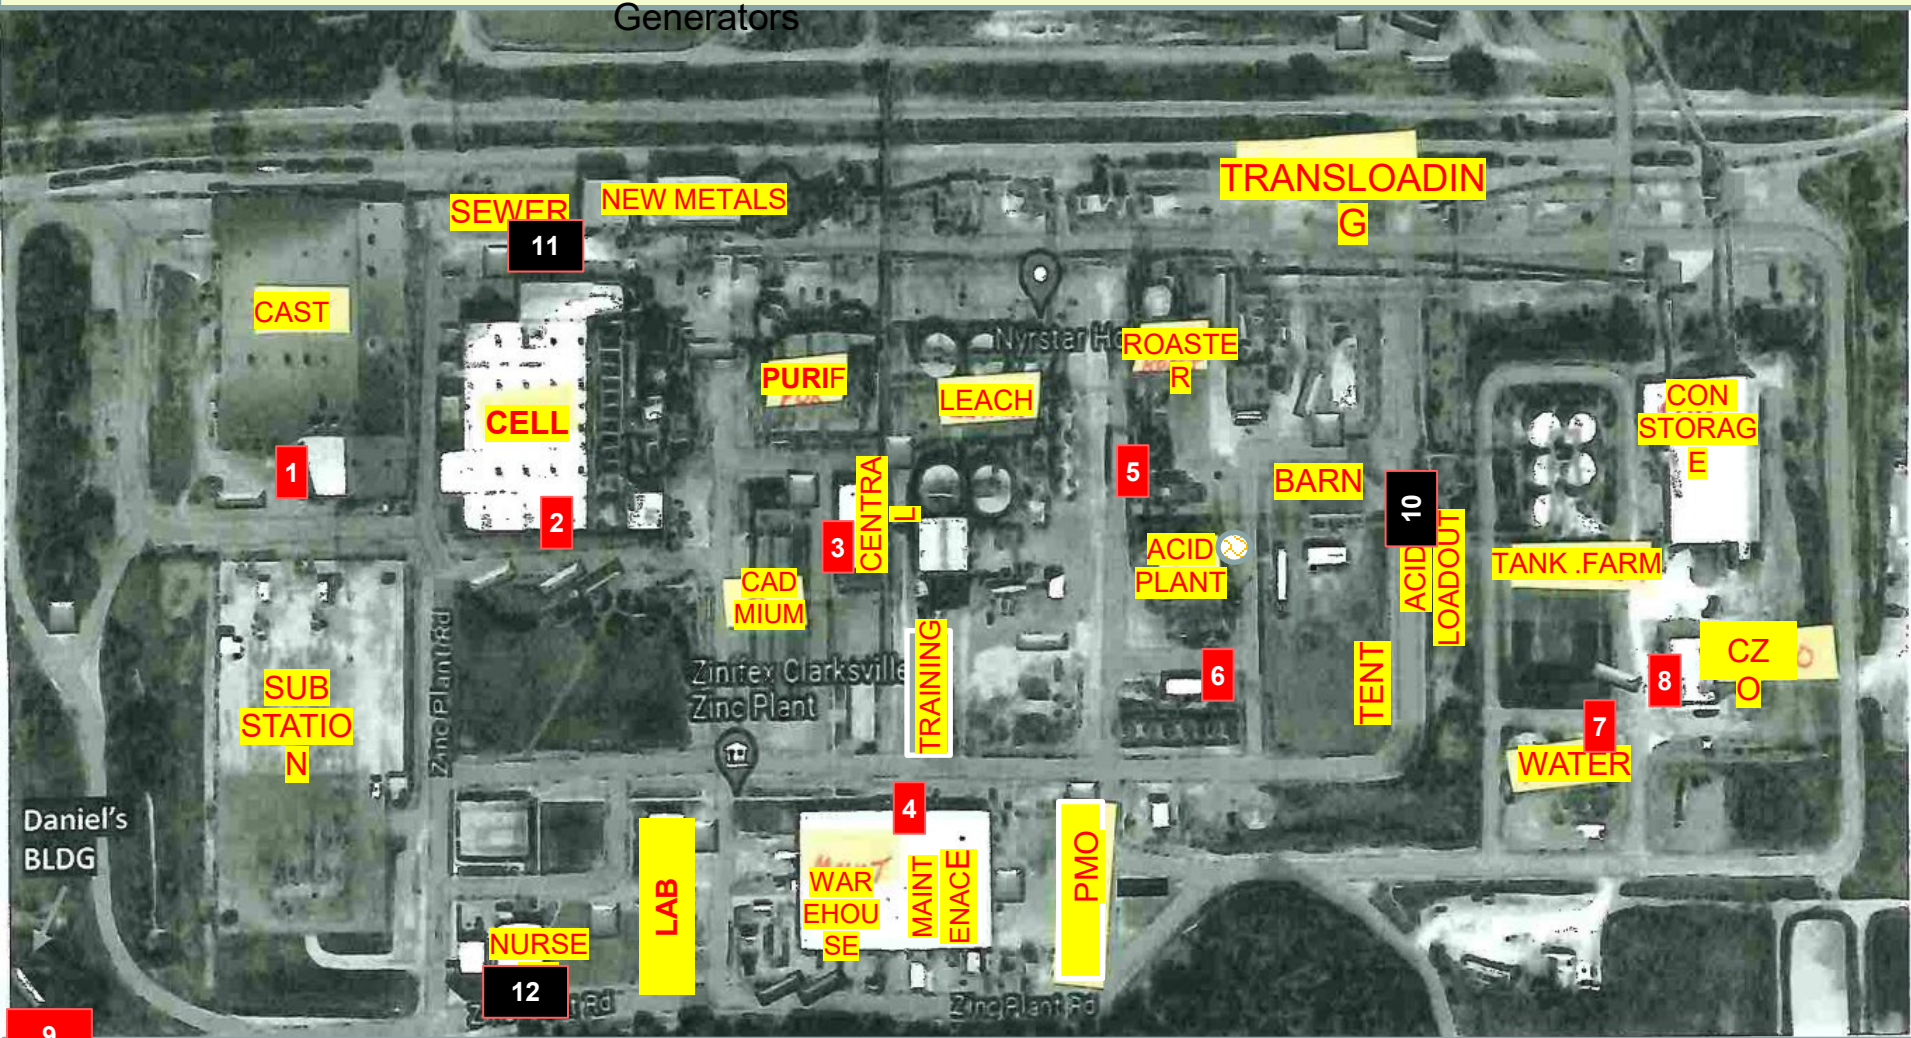 Generators
TRANSLOADIN
G
SEWER
NEW METALS
11
CAST
Nyrstar
ROASTE
R
PURIF
LEACH
CELL
CON
STORAG
E
1
2
3
CENTRA
L
5
BARN
10
ACID
LOADOUT
TANK .FARM
ACID
PLANT
CAD
MIUM
Zinc Plant Rd
Zinifex Clarksville
Zinc Plant
TRAINING
6
TENT
8
CZ
O
7
WATER
SUB
STATIO
N
Daniel's
BLDG
4
LAB
WAR
EHOU
SE
MAINT
ENACE
PMO
NURSE
12
Rd
Zinc Plant Rd
9